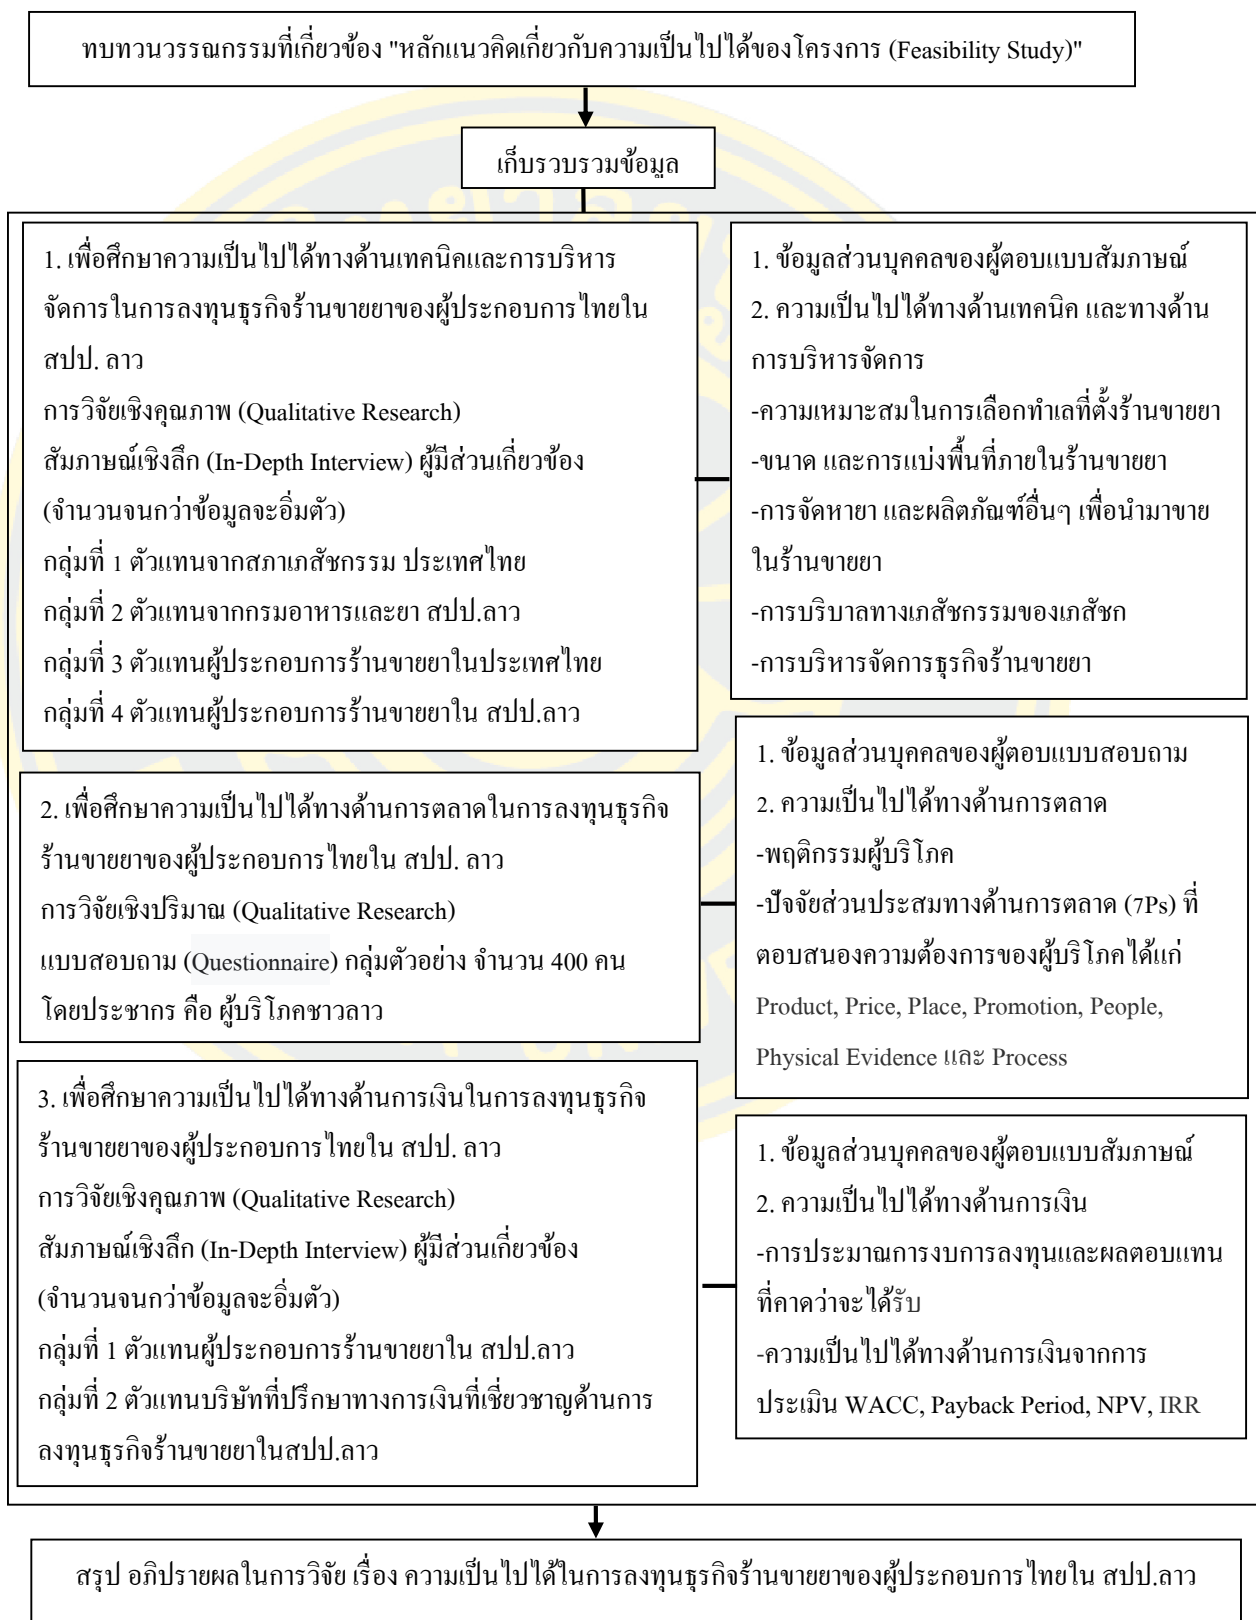 ทบทวนวรรณกรรมที่เกี่ยวข้อง "หลักแนวคิดเกี่ยวกับความเป็นไปได้ของโครงการ (Feasibility Study)"
เก็บรวบรวมข้อมูล
1. เพื่อศึกษาความเป็นไปได้ทางด้านเทคนิคและการบริหาร
จัดการในการลงทุนธุรกิจร้านขายยาของผู้ประกอบการไทยใน
สปป. ลาว
การวิจัยเชิงคุณภาพ (Qualitative Research)
สัมภาษณ์เชิงลึก (In-Depth Interview) ผู้มีส่วนเกี่ยวข้อง
(จำนวนจนกว่าข้อมูลจะอิ่มตัว)
กลุ่มที่ 1 ตัวแทนจากสภาเภสัชกรรม ประเทศไทย
กลุ่มที่ 2 ตัวแทนจากกรมอาหารและยา สปป.ลาว
กลุ่มที่ 3 ตัวแทนผู้ประกอบการร้านขายยาในประเทศไทย
กลุ่มที่ 4 ตัวแทนผู้ประกอบการร้านขายยาใน สปป.ลาว
1. ข้อมูลส่วนบุคคลของผู้ตอบแบบสัมภาษณ์
2. ความเป็นไปได้ทางด้านเทคนิค และทางด้าน
การบริหารจัดการ
-ความเหมาะสมในการเลือกทำเลที่ตั้งร้านขายยา
-ขนาด และการแบ่งพื้นที่ภายในร้านขายยา
-การจัดหายา และผลิตภัณฑ์อื่นๆ เพื่อนำมาขาย
ในร้านขายยา
-การบริบาลทางเภสัชกรรมของเภสัชก
-การบริหารจัดการธุรกิจร้านขายยา
2. เพื่อศึกษาความเป็นไปได้ทางด้านการตลาดในการลงทุนธุรกิจ
ร้านขายยาของผู้ประกอบการไทยใน สปป. ลาว
การวิจัยเชิงปริมาณ (Qualitative Research)
แบบสอบถาม (Questionnaire) กลุ่มตัวอย่าง จำนวน 400 คน
โดยประชากร คือ ผู้บริโภคชาวลาว
1. ข้อมูลส่วนบุคคลของผู้ตอบแบบสอบถาม
2. ความเป็นไปได้ทางด้านการตลาด
-พฤติกรรมผู้บริโภค
-ปัจจัยส่วนประสมทางด้านการตลาด (7Ps) ที่
ตอบสนองความต้องการของผู้บริโภคได้แก่
Product, Price, Place, Promotion, People,
Physical Evidence และ Process
3. เพื่อศึกษาความเป็นไปได้ทางด้านการเงินในการลงทุนธุรกิจ
ร้านขายยาของผู้ประกอบการไทยใน สปป. ลาว
การวิจัยเชิงคุณภาพ (Qualitative Research)
สัมภาษณ์เชิงลึก (In-Depth Interview) ผู้มีส่วนเกี่ยวข้อง
(จำนวนจนกว่าข้อมูลจะอิ่มตัว)
กลุ่มที่ 1 ตัวแทนผู้ประกอบการร้านขายยาใน สปป.ลาว
กลุ่มที่ 2 ตัวแทนบริษัทที่ปรึกษาทางการเงินที่เชี่ยวชาญด้านการ
ลงทุนธุรกิจร้านขายยาในสปป.ลาว
1. ข้อมูลส่วนบุคคลของผู้ตอบแบบสัมภาษณ์
2. ความเป็นไปได้ทางด้านการเงิน
-การประมาณการงบการลงทุนและผลตอบแทน
ที่คาดว่าจะได้รับ
-ความเป็นไปได้ทางด้านการเงินจากการ
ประเมิน WACC, Payback Period, NPV, IRR
สรุป อภิปรายผลในการวิจัย เรื่อง ความเป็นไปได้ในการลงทุนธุรกิจร้านขายยาของผู้ประกอบการไทยใน สปป.ลาว